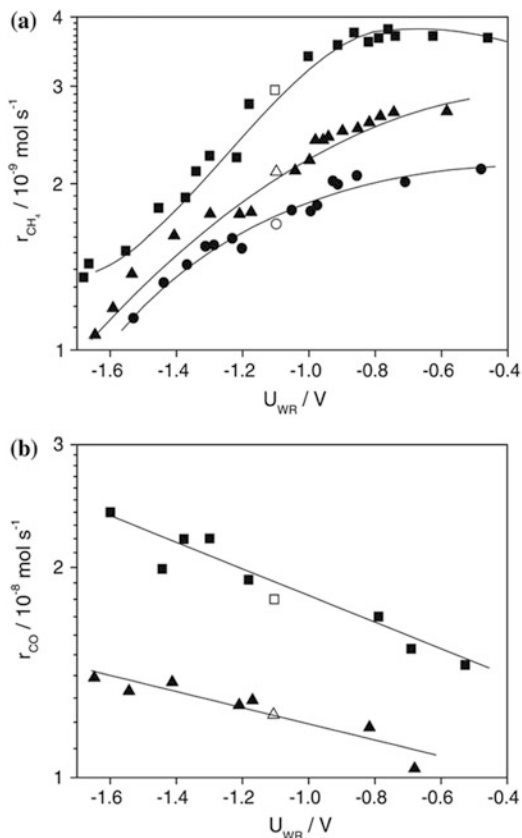 (a)
4
3
2
1
r_CH₄ / 10⁻⁹ mol s⁻¹
-1.6 -1.4 -1.2 -1.0 -0.8 -0.6 -0.4
U_WR / V
(b)
3
2
1
r_CO / 10⁻⁸ mol s⁻¹
-1.6 -1.4 -1.2 -1.0 -0.8 -0.6 -0.4
U_WR / V